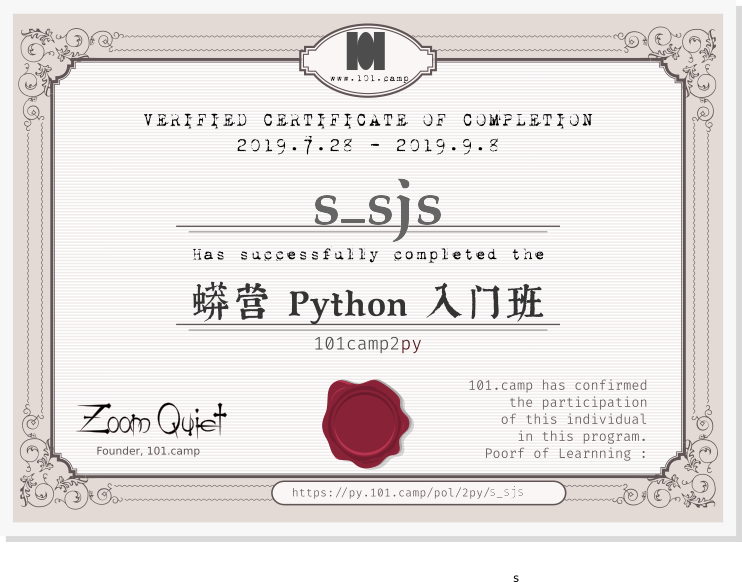 www.101.camp
VERIFIED CERTIFICATE OF COMPLETION
2019.7.28 - 2019.9.8
s_sjs
Has successfully completed the
蟒营 Python 入门班
101camp2py
Zoom Quiet
Founder, 101.camp
101.camp has confirmed
the participation
of this individual
in this program.
Poorf of Learnning :
https://py.101.camp/pol/2py/s_sjs
s